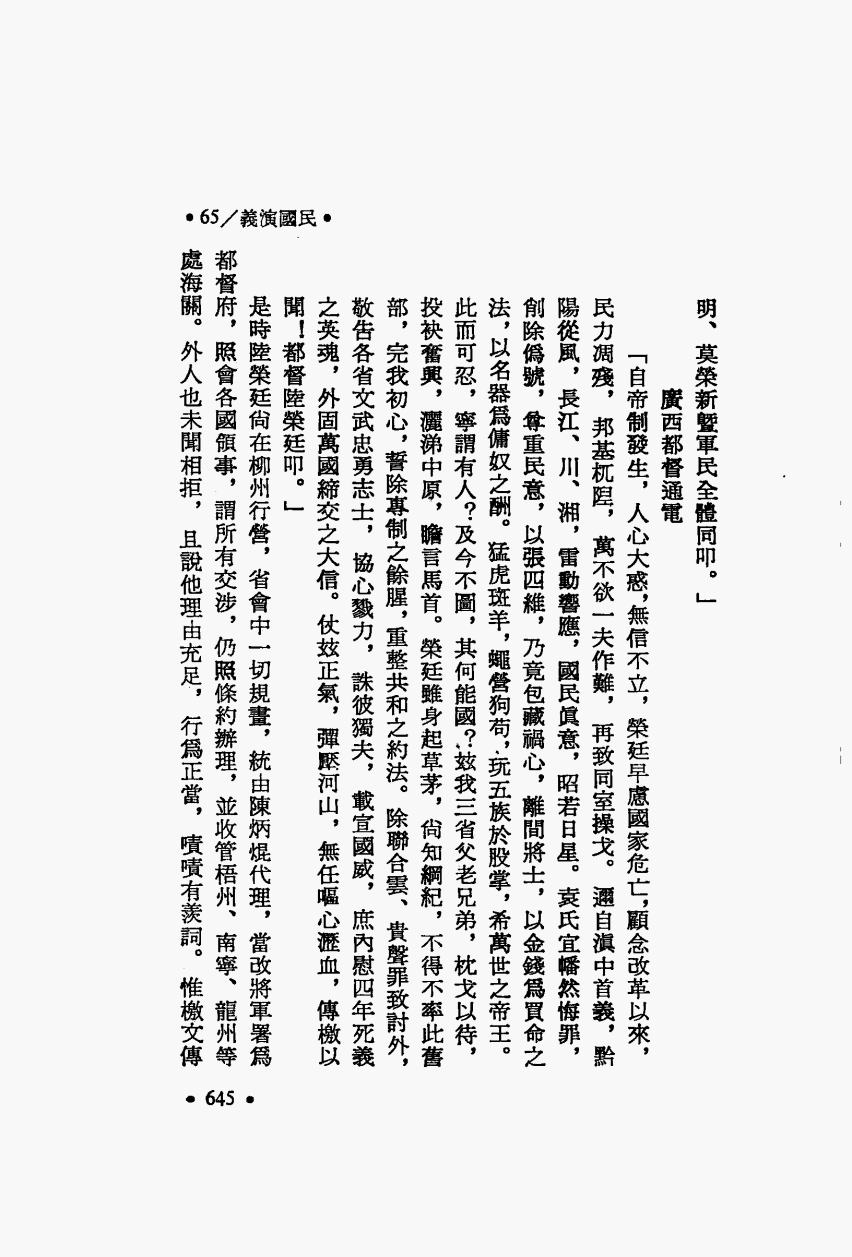 •65／義演國民•
明、莫榮新暨軍民全體同叩。」
廣西都督通電
「自帝制發生，人心大惑，無信不立，榮廷早慮國家危亡，顧念改革以來，
民力凋殘，邦基杌隉，萬不欲一夫作難，再致同室操戈。邇自滇中首義，黔
陽從風，長江、川、湘，雷動響應，國民眞意，昭若日星。袁氏宜幡然悔罪，
削除僞號，尊重民意，以張四維，乃竟包藏禍心，離間將士，以金錢爲買命之
法，以名器爲傭奴之酬。猛虎斑羊，蠅營狗苟，玩五族於股掌，希萬世之帝王。
此而可忍，寧謂有人？及今不圖，其何能國？玆我三省父老兄弟，枕戈以待，
投袂奮興，灑涕中原，瞻言馬首。榮廷雖身起草茅，尙知綱紀，不得不率此舊
部，完我初心，誓除專制之餘腥，重整共和之約法。除聯合雲、貴聲罪致討外，
敬告各省文武忠勇志士，協心戮力，誅彼獨夫，載宣國威，庶內慰四年死義
之英魂，外固萬國締交之大信。仗玆正氣，彈壓河山，無任嘔心瀝血，傳檄以
聞！都督陸榮廷叩。」
是時陸榮廷尙在柳州行營，省會中一切規畫，統由陳炳焜代理，當改將軍署爲
都督府，照會各國領事，謂所有交涉，仍照條約辦理，並收管梧州、南寧、龍州等
處海關。外人也未聞相拒，且說他理由充足，行爲正當，嘖嘖有羨詞。惟檄文傳
•645•